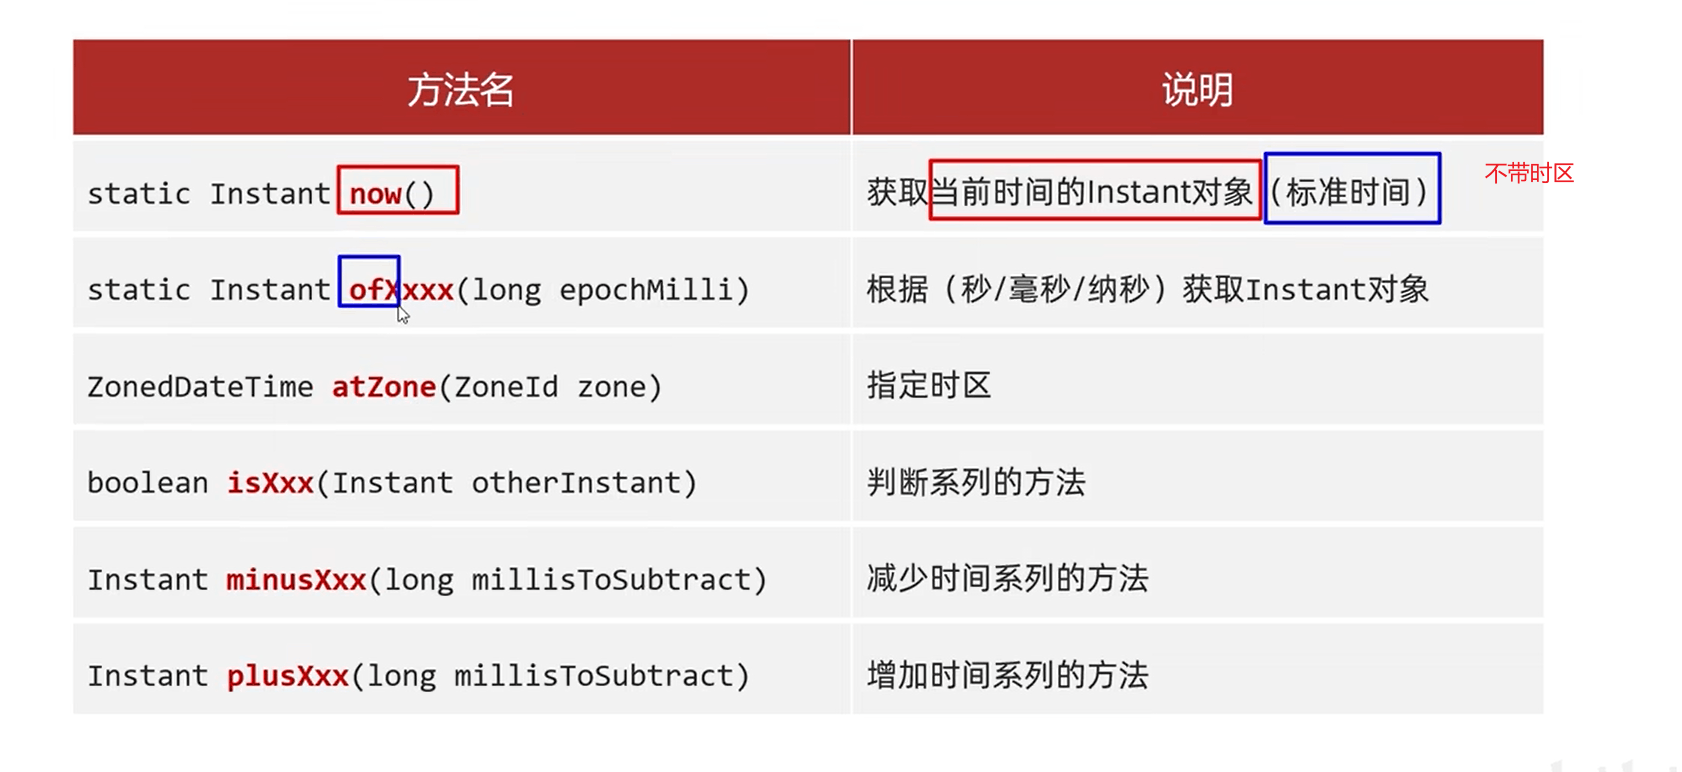 方法名 说明
static Instant now() 获取当前时间的Instant对象（标准时间） 不带时区
static Instant ofXxxx(long epochMilli) 根据（秒/毫秒/纳秒）获取Instant对象
ZonedDateTime atZone(ZoneId zone) 指定时区
boolean isXxx(Instant otherInstant) 判断系列的方法
Instant minusXxx(long millisToSubtract) 减少时间系列的方法
Instant plusXxx(long millisToSubtract) 增加时间系列的方法